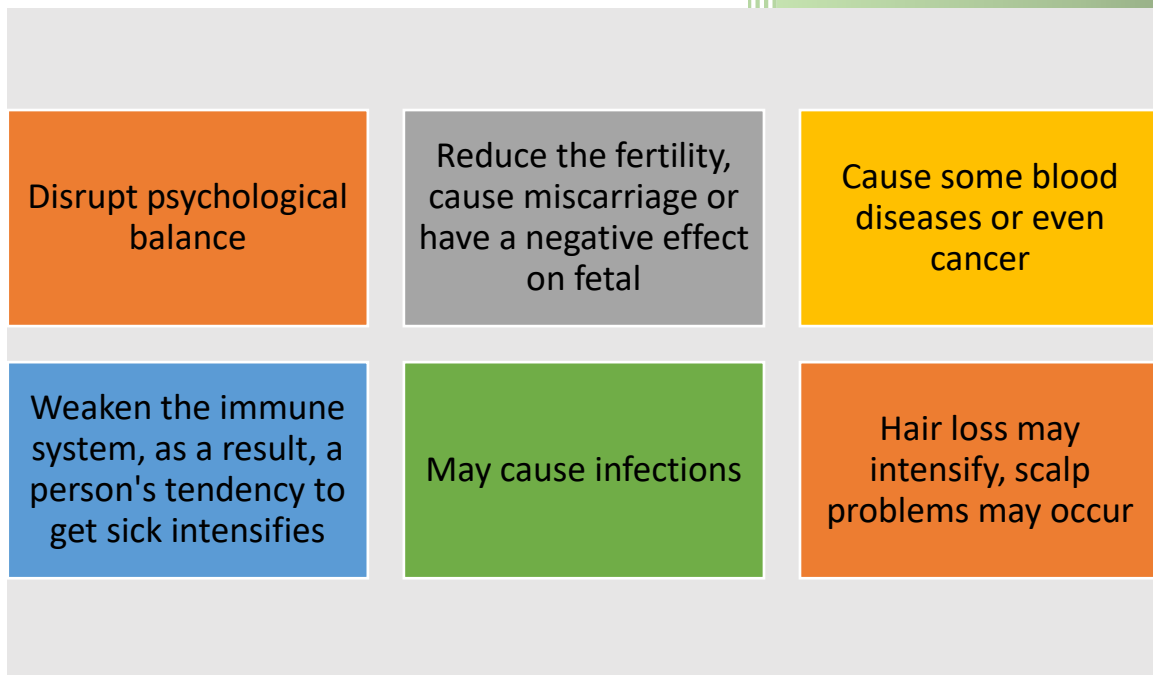 Disrupt psychological
balance
Reduce the fertility,
cause miscarriage or
have a negative effect
on fetal
Cause some blood
diseases or even
cancer
Weaken the immune
system, as a result, a
person's tendency to
get sick intensifies
May cause infections
Hair loss may
intensify, scalp
problems may occur